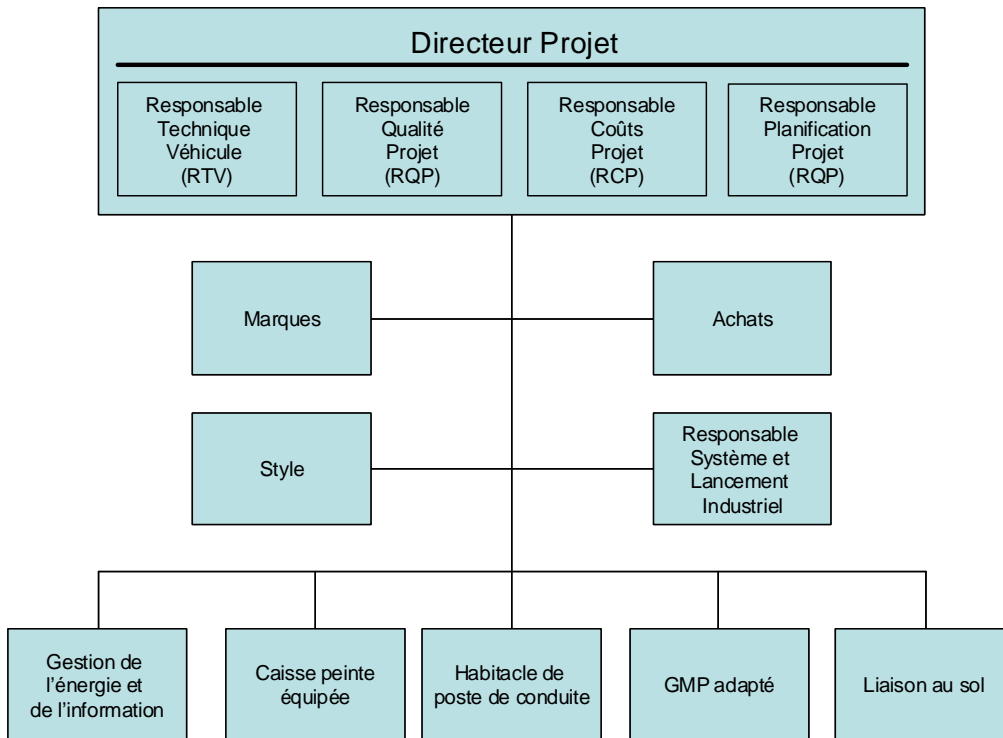 Directeur Projet
Responsable
Technique
Véhicule
(RTV)
Responsable
Qualité
Projet
(RQP)
Responsable
Coûts
Projet
(RCP)
Responsable
Planification
Projet
(RQP)
Marques
Achats
Style
Responsable
Système et
Lancement
Industriel
Gestion de
l'énergie et
de l'information
Caisse peinte
équipée
Habitacle de
poste de conduite
GMP adapté
Liaison au sol